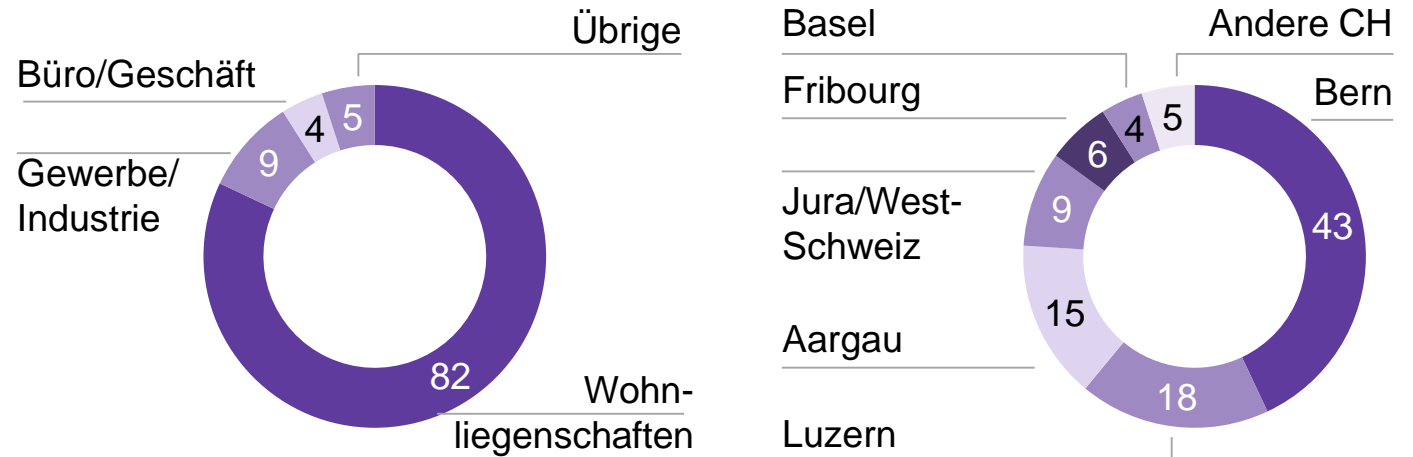 Übrige
Büro/Geschäft
4
5
9
Gewerbe/
Industrie
82
Wohn-
liegenschaften
Basel
Andere CH
Fribourg
Bern
4
5
6
Jura/West-
Schweiz
9
43
15
Aargau
18
Luzern